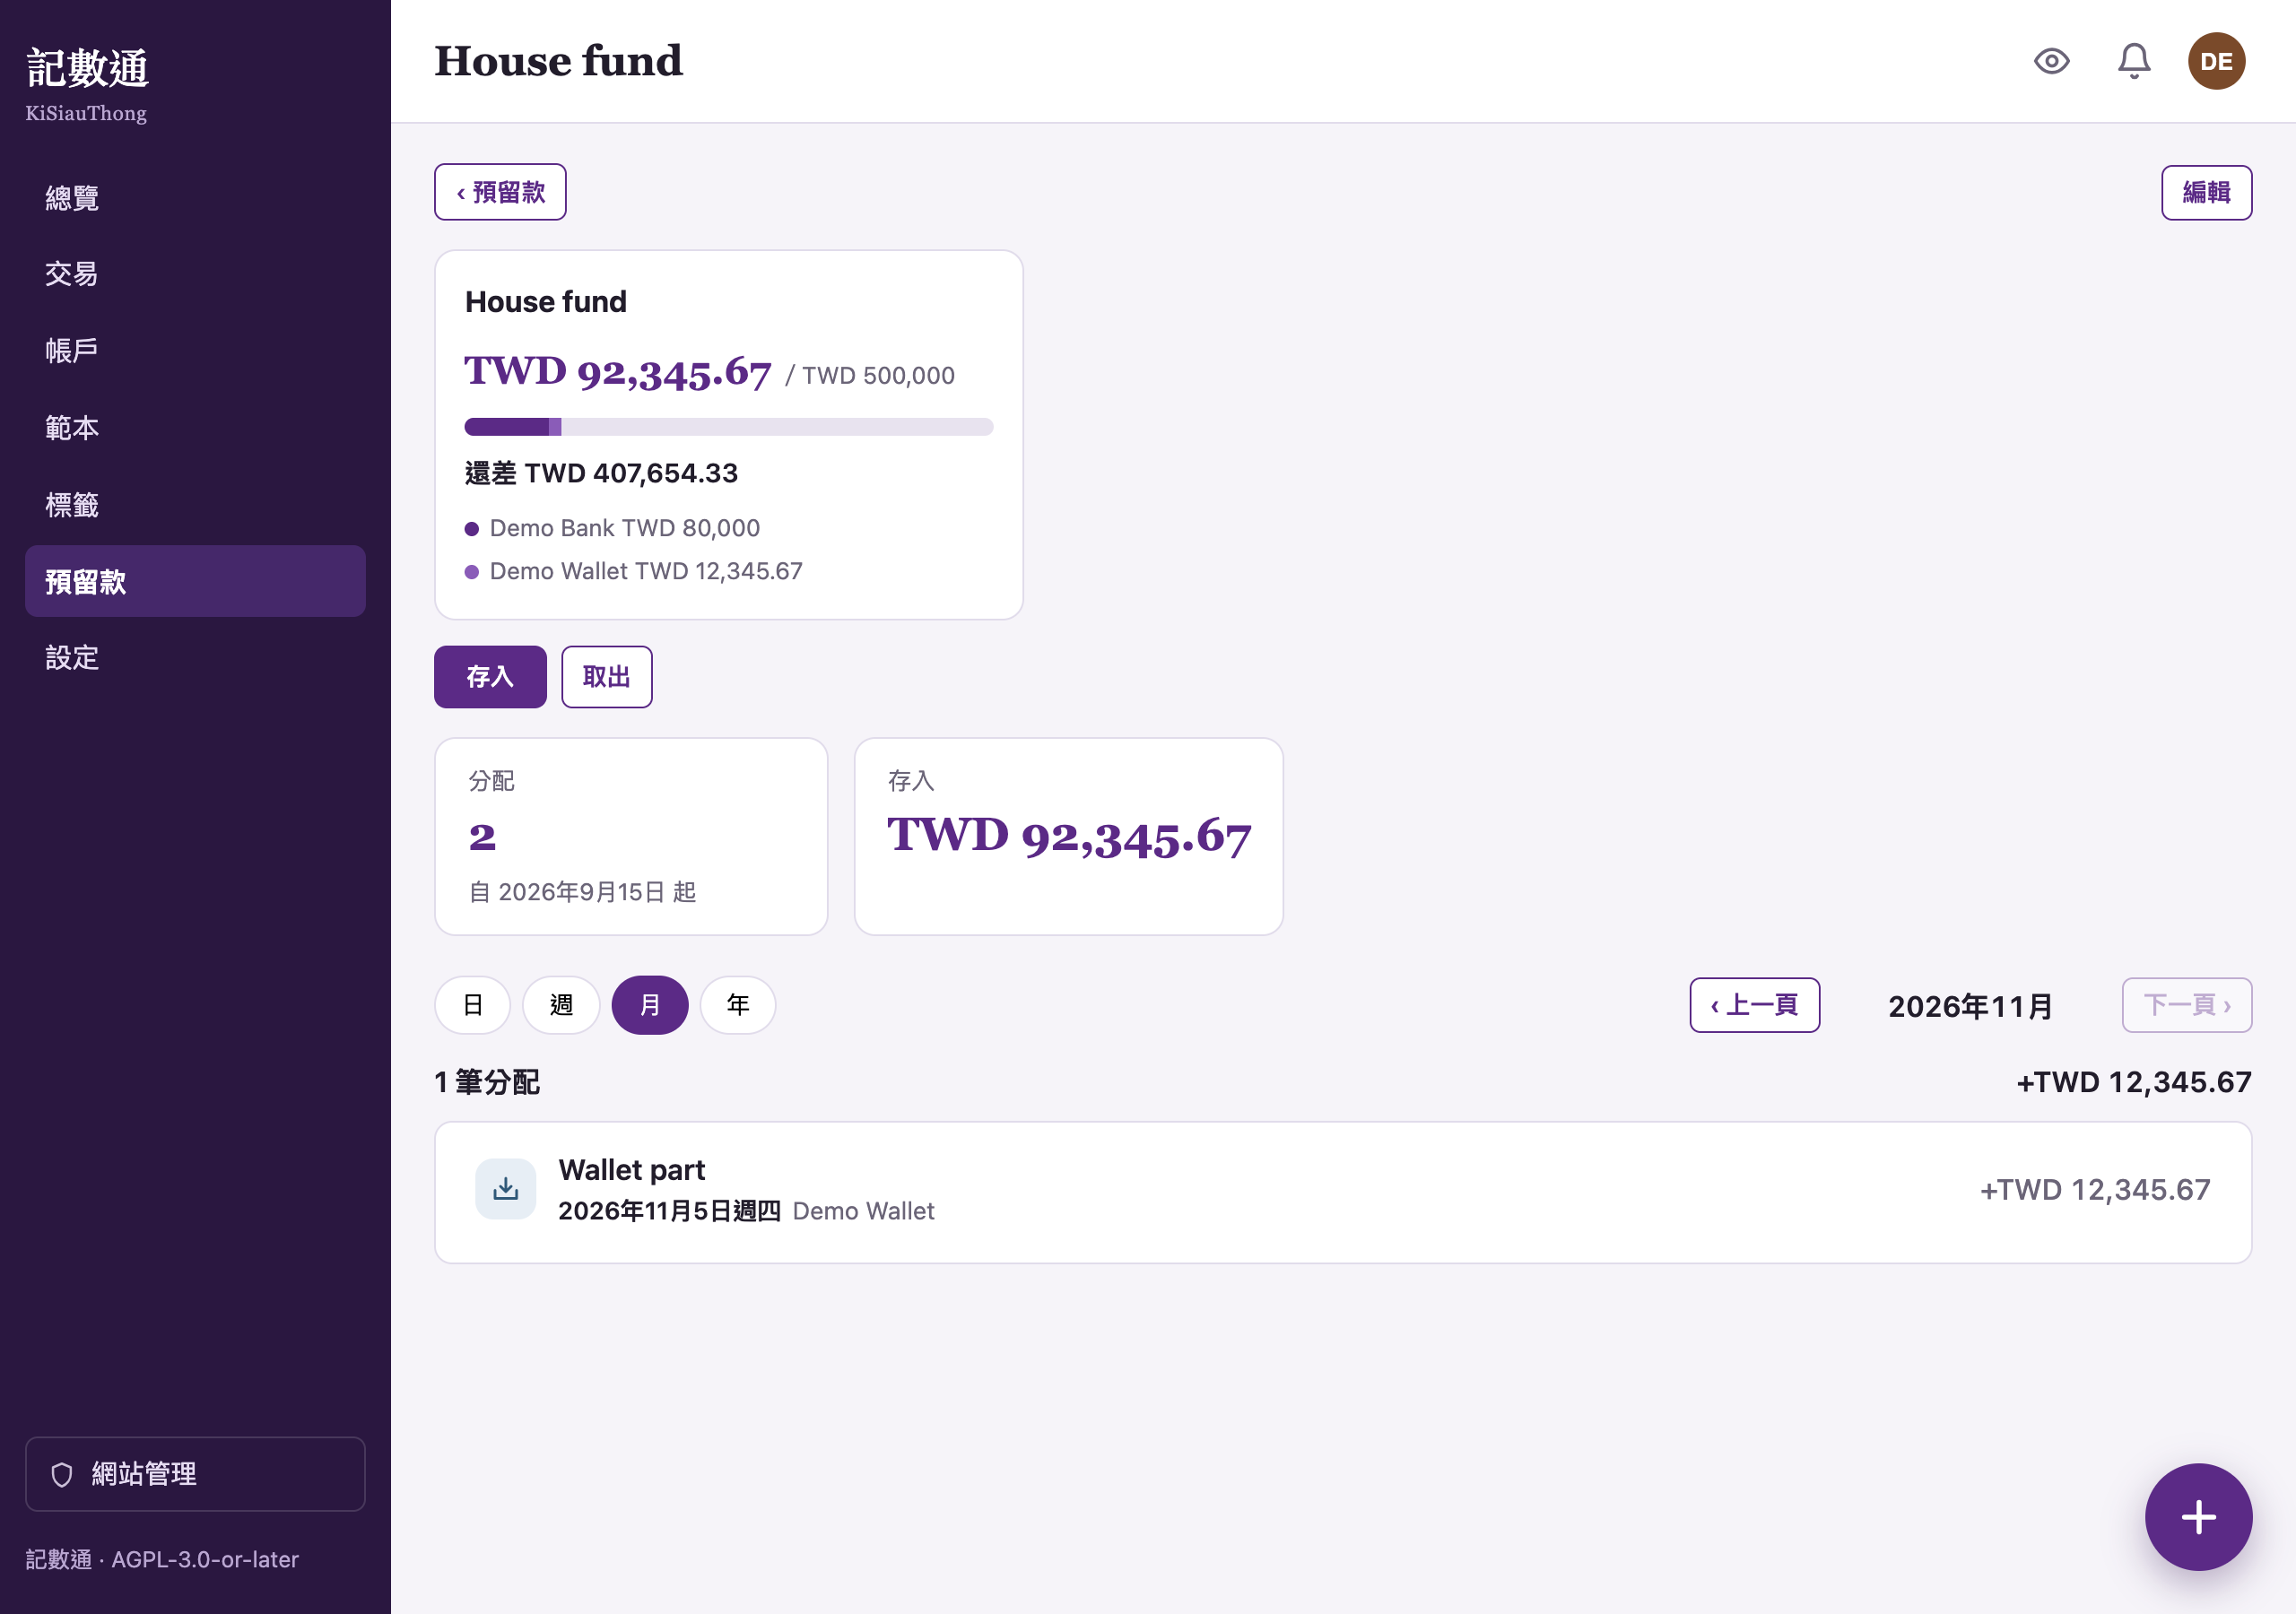 記數通
KiSiauThong
總覽
交易
帳戶
範本
標籤
預留款
設定
網站管理
記數通 · AGPL-3.0-or-later
House fund
DE
‹ 預留款
編輯
House fund
TWD 92,345.67 / TWD 500,000
還差 TWD 407,654.33
Demo Bank TWD 80,000
Demo Wallet TWD 12,345.67
存入
取出
分配
2
自 2026年9月15日 起
存入
TWD 92,345.67
日
週
月
年
‹ 上一頁
2026年11月
下一頁 ›
1 筆分配
+TWD 12,345.67
Wallet part
2026年11月5日週四 Demo Wallet
+TWD 12,345.67